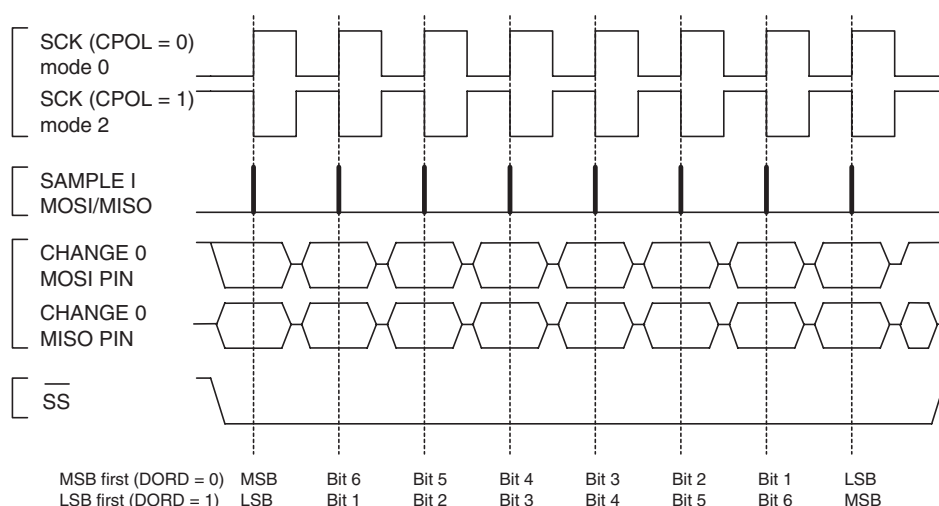 SCK (CPOL = 0)
mode 0
SCK (CPOL = 1)
mode 2
SAMPLE I
MOSI/MISO
CHANGE 0
MOSI PIN
CHANGE 0
MISO PIN
SS
MSB first (DORD = 0) MSB Bit 6 Bit 5 Bit 4 Bit 3 Bit 2 Bit 1 LSB
LSB first (DORD = 1) LSB Bit 1 Bit 2 Bit 3 Bit 4 Bit 5 Bit 6 MSB